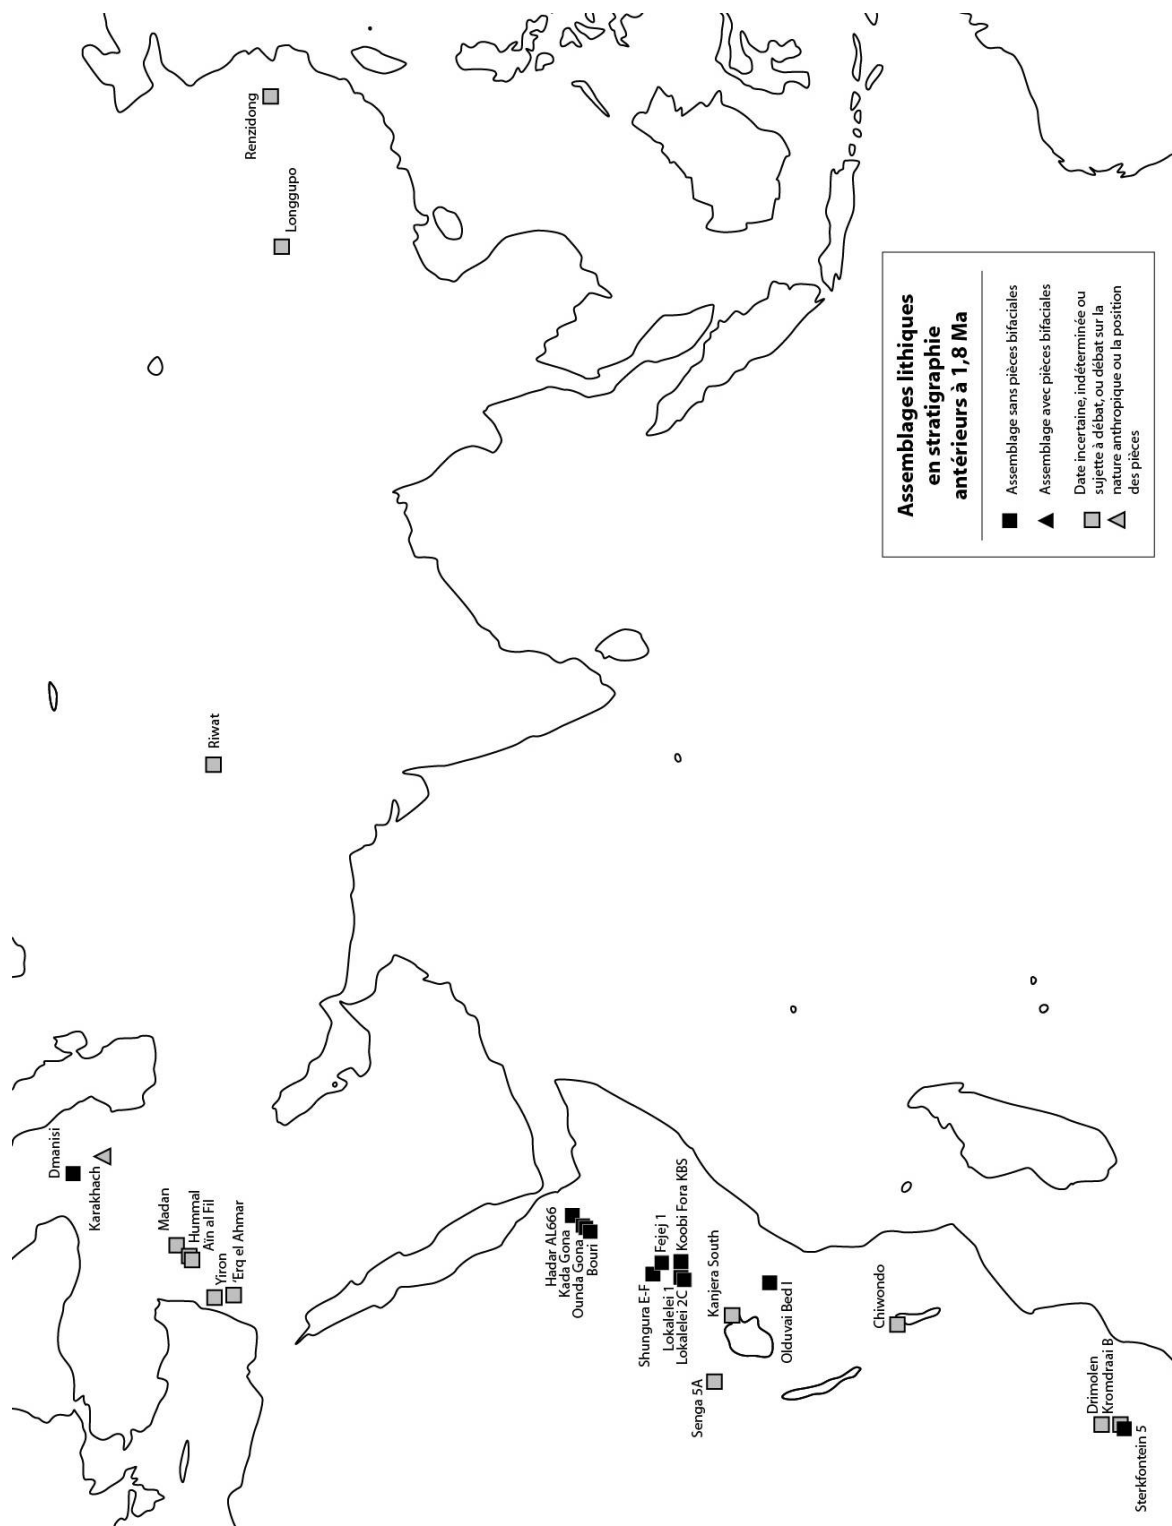 Assemblages lithiques
en stratigraphie
antérieurs à 1,8 Ma
Assemblage sans pièces bifaciales
Assemblage avec pièces bifaciales
Date incertaine, indéterminée ou
sujette à débat, ou débat sur la
nature anthropique ou la position
des pièces
Dmanisi
Karakhach
Madan
Hummal
Aïn al Fil
Yiron
‘Erq el Ahmar
Riwat
Longgupo
Renzidong
Hadar AL666
Kada Gona
Ounda Gona
Bouri
Shungura E-F
Fejej 1
Lokalelei 1
Lokalelei 2C
Koobi Fora KBS
Kanjera South
Senga 5A
Olduvai Bed I
Chiwondo
Drimolen
Kromdraai B
Sterkfontein 5